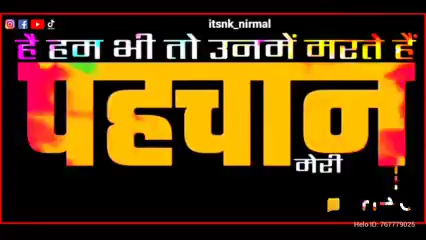 itsnk_nirmal
है हम भी तो उनमें मरते हैं
पहचान
मेरी
Helo ID: 767779025